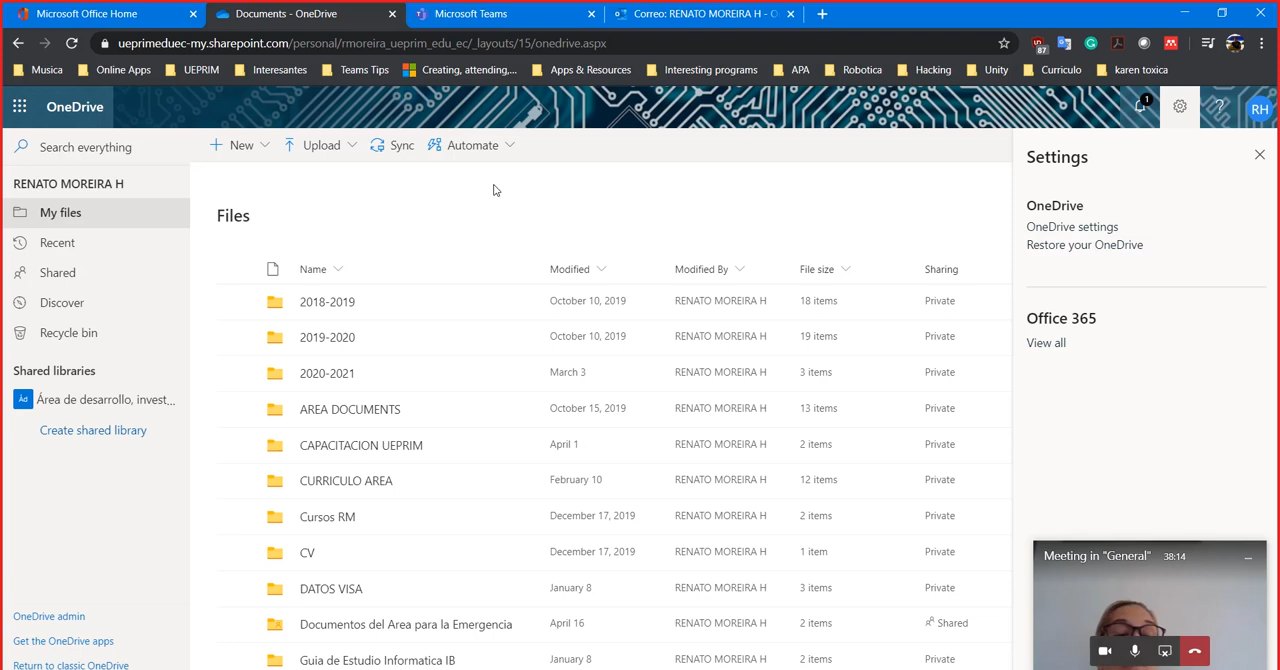 Microsoft Office Home
Documents - OneDrive
Microsoft Teams
Correo: RENATO MOREIRA H - O
ueprimeduec-my.sharepoint.com/personal/rmoreira_ueprim_edu_ec/_layouts/15/onedrive.aspx
87
Musica
Online Apps
UEPRIM
Interesantes
Teams Tips
Creating, attending,...
Apps & Resources
Interesting programs
APA
Robotica
Hacking
Unity
Curriculo
karen toxica
OneDrive
1
?
RH
Search everything
New
Upload
Sync
Automate
Settings
RENATO MOREIRA H
My files
Recent
Shared
Discover
Recycle bin
Shared libraries
Ád
Área de desarrollo, invest...
Create shared library
OneDrive admin
Get the OneDrive apps
Return to classic OneDrive
Files
Name Modified Modified By File size Sharing
2018-2019 October 10, 2019 RENATO MOREIRA H 18 items Private
2019-2020 October 10, 2019 RENATO MOREIRA H 19 items Private
2020-2021 March 3 RENATO MOREIRA H 3 items Private
AREA DOCUMENTS October 15, 2019 RENATO MOREIRA H 13 items Private
CAPACITACION UEPRIM April 1 RENATO MOREIRA H 2 items Private
CURRICULO AREA February 10 RENATO MOREIRA H 12 items Private
Cursos RM December 17, 2019 RENATO MOREIRA H 2 items Private
CV December 17, 2019 RENATO MOREIRA H 1 item Private
DATOS VISA January 8 RENATO MOREIRA H 3 items Private
Documentos del Area para la Emergencia April 16 RENATO MOREIRA H 2 items Shared
Guia de Estudio Informatica IB January 8 RENATO MOREIRA H 2 items Private
OneDrive
OneDrive settings
Restore your OneDrive
Office 365
View all
Meeting in "General" 38:14